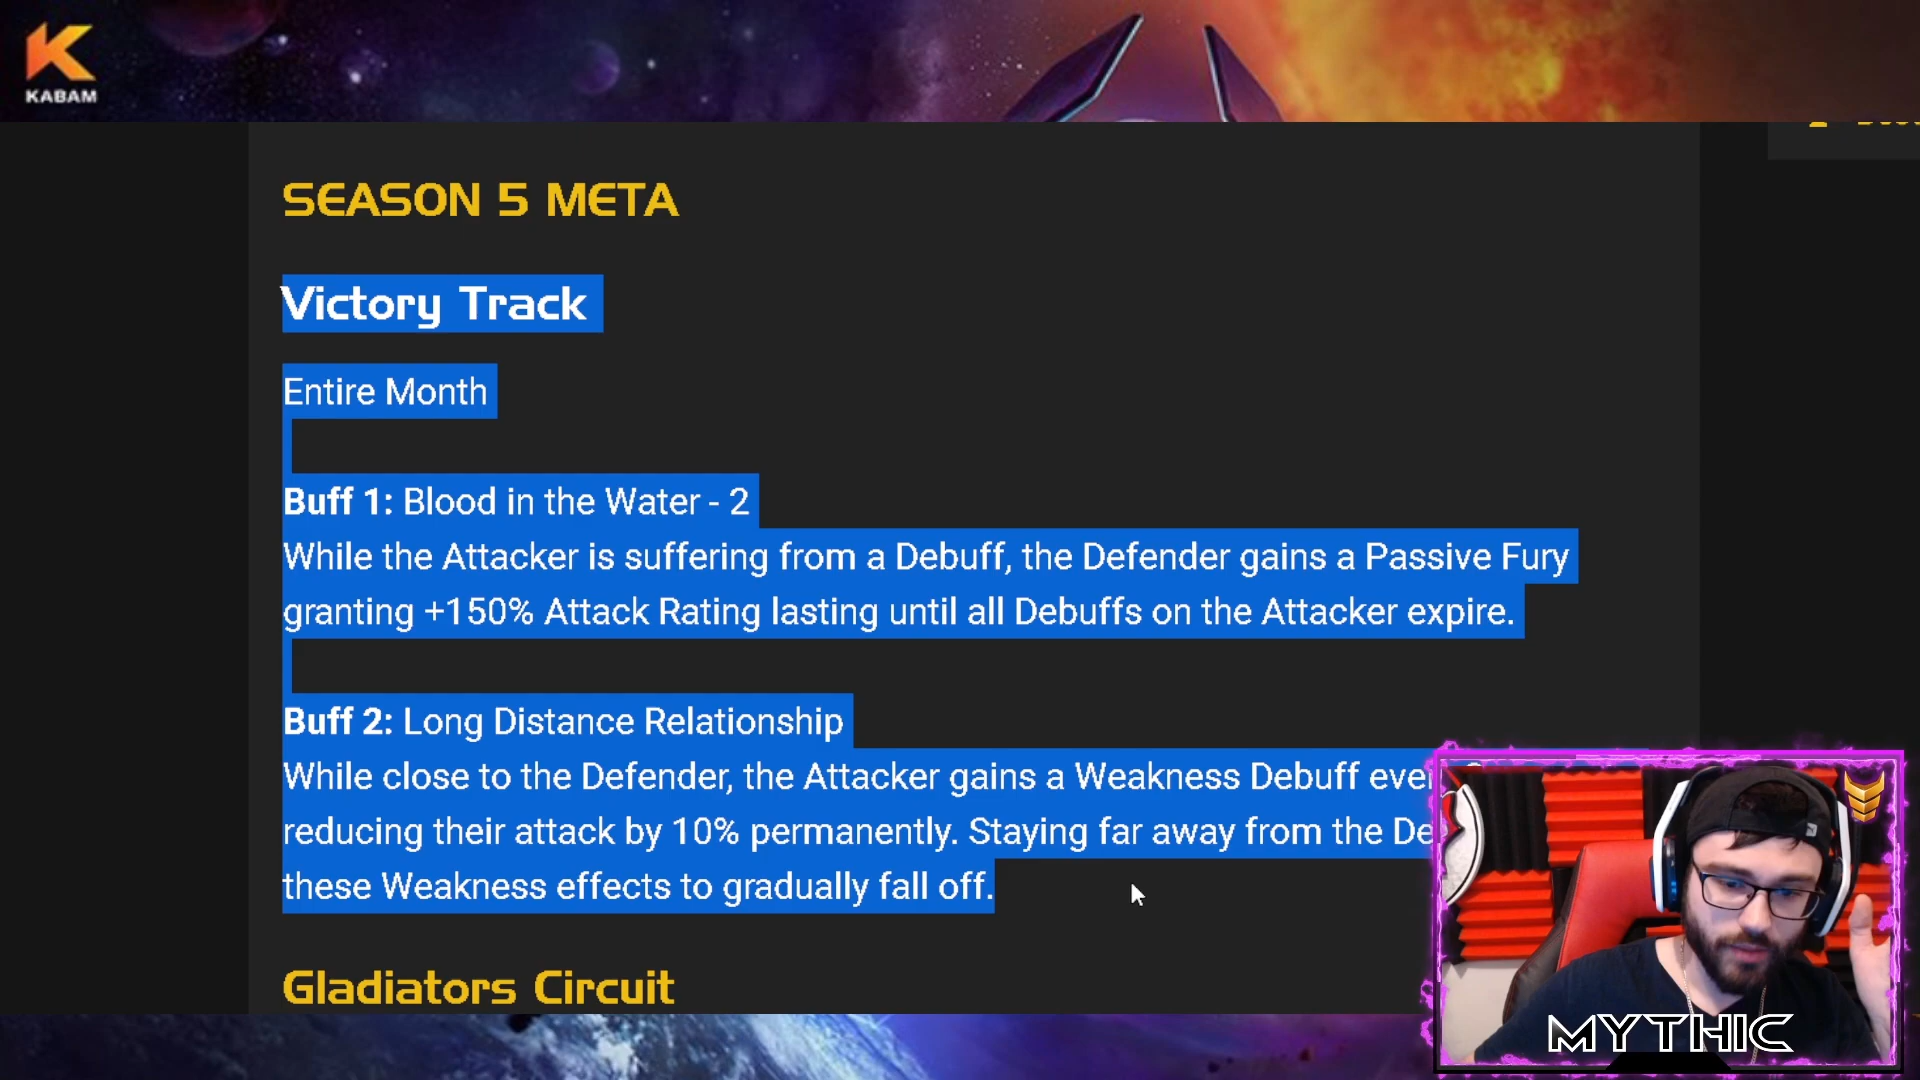 KABAM
SEASON 5 META
Victory Track
Entire Month
Buff 1: Blood in the Water - 2
While the Attacker is suffering from a Debuff, the Defender gains a Passive Fury
granting +150% Attack Rating lasting until all Debuffs on the Attacker expire.
Buff 2: Long Distance Relationship
While close to the Defender, the Attacker gains a Weakness Debuff
reducing their attack by 10% permanently. Staying far away from the
these Weakness effects to gradually fall off.
Gladiators Circuit
MYTHIC